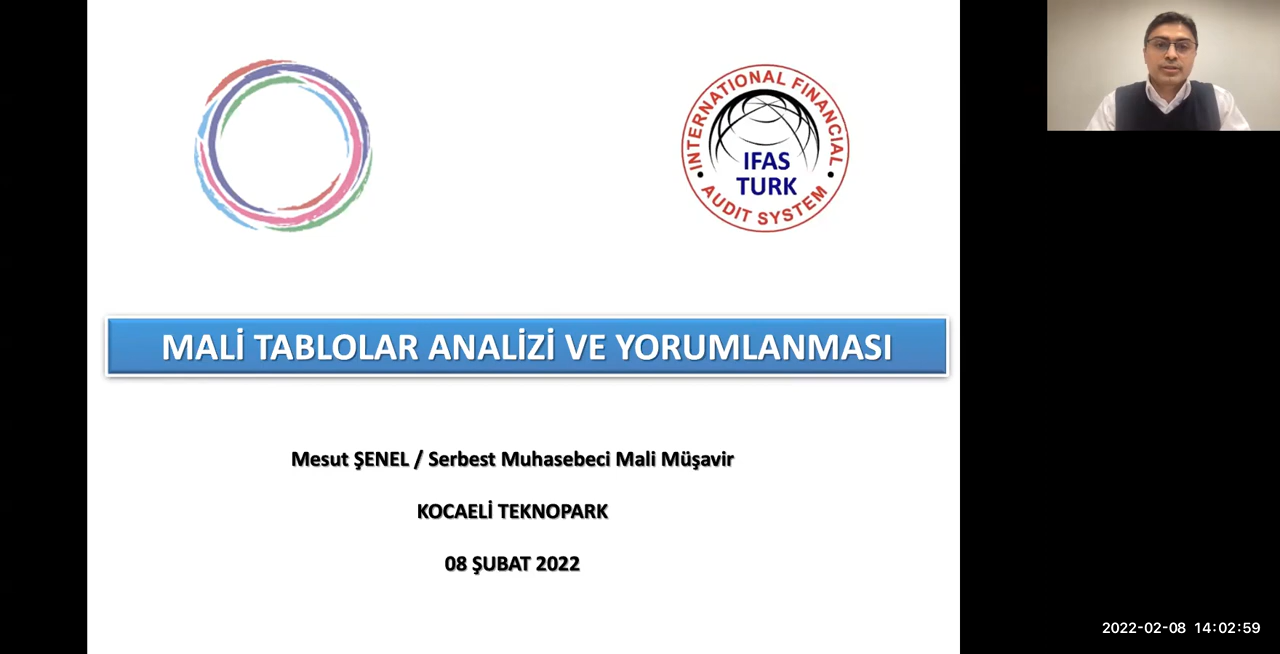 INTERNATIONAL FINANCIAL
IFAS
TURK
AUDIT SYSTEM
MALİ TABLOLAR ANALİZİ VE YORUMLANMASI
Mesut ŞENEL / Serbest Muhasebeci Mali Müşavir
KOCAELİ TEKNOPARK
08 ŞUBAT 2022
2022-02-08 14:02:59